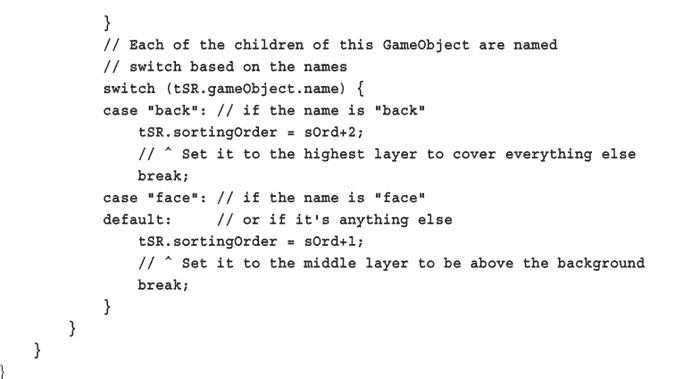 }
// Each of the children of this GameObject are named
// switch based on the names
switch (tSR.gameObject.name) {
case "back": // if the name is "back"
tSR.sortingOrder = sOrd+2;
// ^ Set it to the highest layer to cover everything else
break;
case "face": // if the name is "face"
default:     // or if it's anything else
tSR.sortingOrder = sOrd+1;
// ^ Set it to the middle layer to be above the background
break;
}
}
}
}